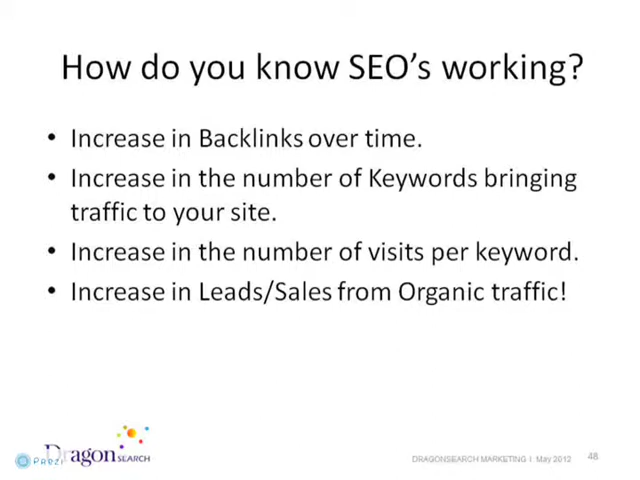 How do you know SEO's working?
• Increase in Backlinks over time.
• Increase in the number of Keywords bringing
traffic to your site.
• Increase in the number of visits per keyword.
• Increase in Leads/Sales from Organic traffic!
Dragon SEARCH
Prezi
DRAGONSEARCH MARKETING I May 2012
48